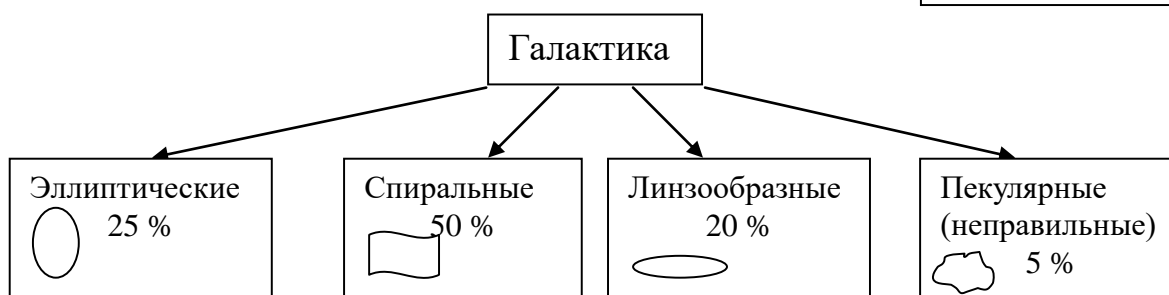 Галактика
Эллиптические
25 %
Спиральные
50 %
Линзообразные
20 %
Пекулярные
(неправильные)
5 %